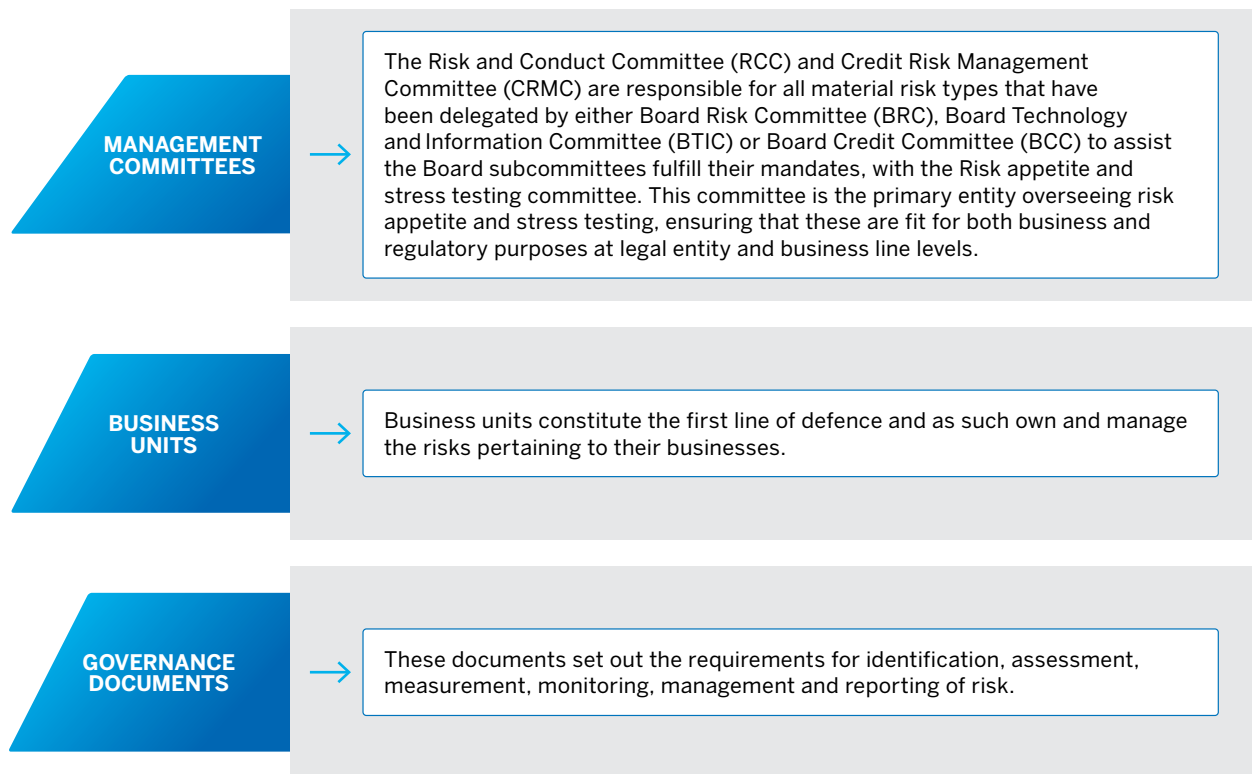 MANAGEMENT
COMMITTEES
The Risk and Conduct Committee (RCC) and Credit Risk Management
Committee (CRMC) are responsible for all material risk types that have
been delegated by either Board Risk Committee (BRC), Board Technology
and Information Committee (BTIC) or Board Credit Committee (BCC) to assist
the Board subcommittees fulfill their mandates, with the Risk appetite and
stress testing committee. This committee is the primary entity overseeing risk
appetite and stress testing, ensuring that these are fit for both business and
regulatory purposes at legal entity and business line levels.
BUSINESS
UNITS
Business units constitute the first line of defence and as such own and manage
the risks pertaining to their businesses.
GOVERNANCE
DOCUMENTS
These documents set out the requirements for identification, assessment,
measurement, monitoring, management and reporting of risk.